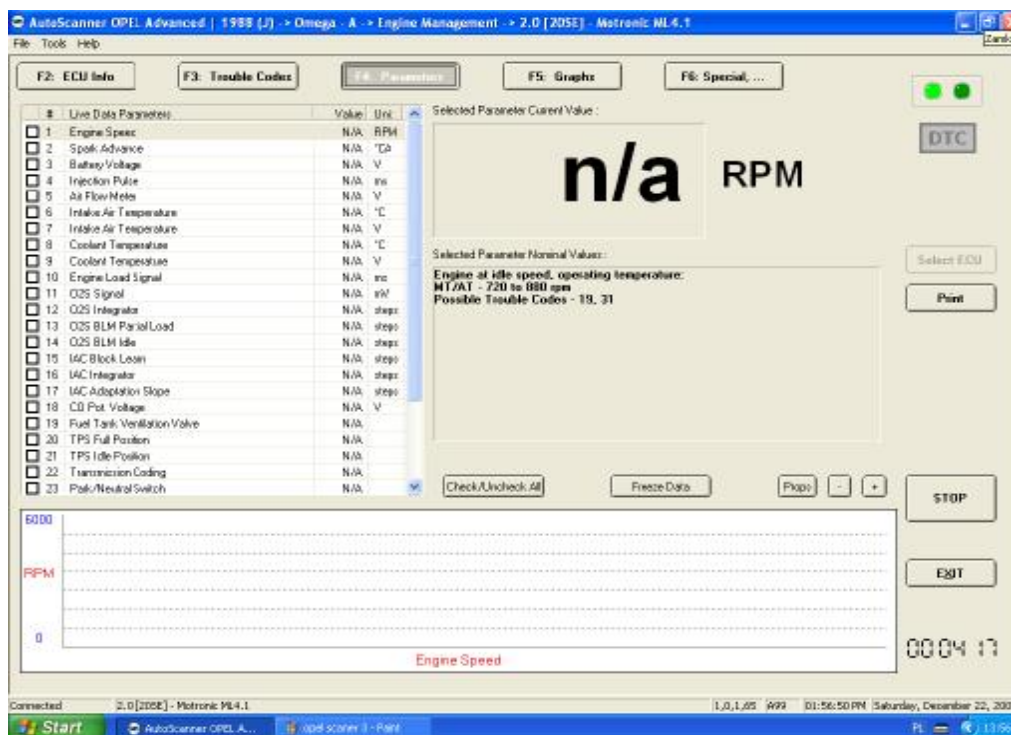 AutoScanner OPEL Advanced | 1988 (J) -> Omega - A -> Engine Management -> 2.0 [20SE] - Motronic ML4.1
File Tools Help
F2: ECU Info
F3: Trouble Codes
F4: Parameters
F5: Graphs
F6: Special, ...
DTC
# Live Data Parameters Value Uni
1 Engine Speed N/A RPM
2 Spark Advance N/A °CA
3 Battery Voltage N/A V
4 Injection Pulse N/A ms
5 Air Flow Meter N/A V
6 Intake Air Temperature N/A °C
7 Intake Air Temperature N/A V
8 Coolant Temperature N/A °C
9 Coolant Temperature N/A V
10 Engine Load Signal N/A ms
11 O2S Signal N/A mV
12 O2S Integrator N/A steps
13 O2S BLM Partial Load N/A steps
14 O2S BLM Idle N/A steps
15 IAC Block Learn N/A steps
16 IAC Integrator N/A steps
17 IAC Adaptation Slope N/A steps
18 CO Pot. Voltage N/A V
19 Fuel Tank Ventilation Valve N/A
20 TPS Full Position N/A
21 TPS Idle Position N/A
22 Transmission Coding N/A
23 Park/Neutral Switch N/A
Selected Parameter Current Value :
n/a RPM
Selected Parameter Nominal Values :
Engine at idle speed, operating temperature:
MT/AT - 720 to 880 rpm
Possible Trouble Codes - 19, 31
Select ECU
Print
Check/Uncheck All
Freeze Data
Props
-
+
STOP
EXIT
6000
RPM
0
Engine Speed
00 04 17
Connected 2.0 [20SE] - Motronic ML4.1 1,0,1,65 A99 01:56:50 PM Saturday, December 22, 200
Start AutoScanner OPEL A... opel scaner 3 - Paint PL 13:56